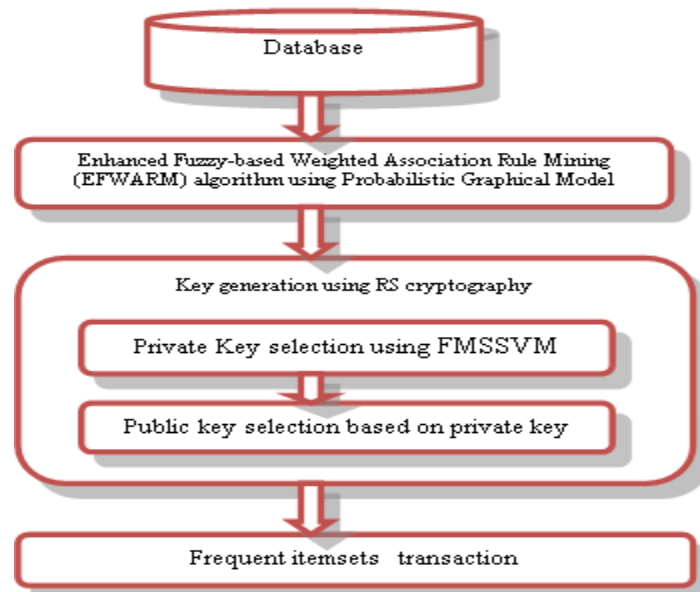 Database
Enhanced Fuzzy-based Weighted Association Rule Mining
(EFWARM) algorithm using Probabilistic Graphical Model
Key generation using RS cryptography
Private Key selection using FMSSVM
Public key selection based on private key
Frequent itemsets transaction